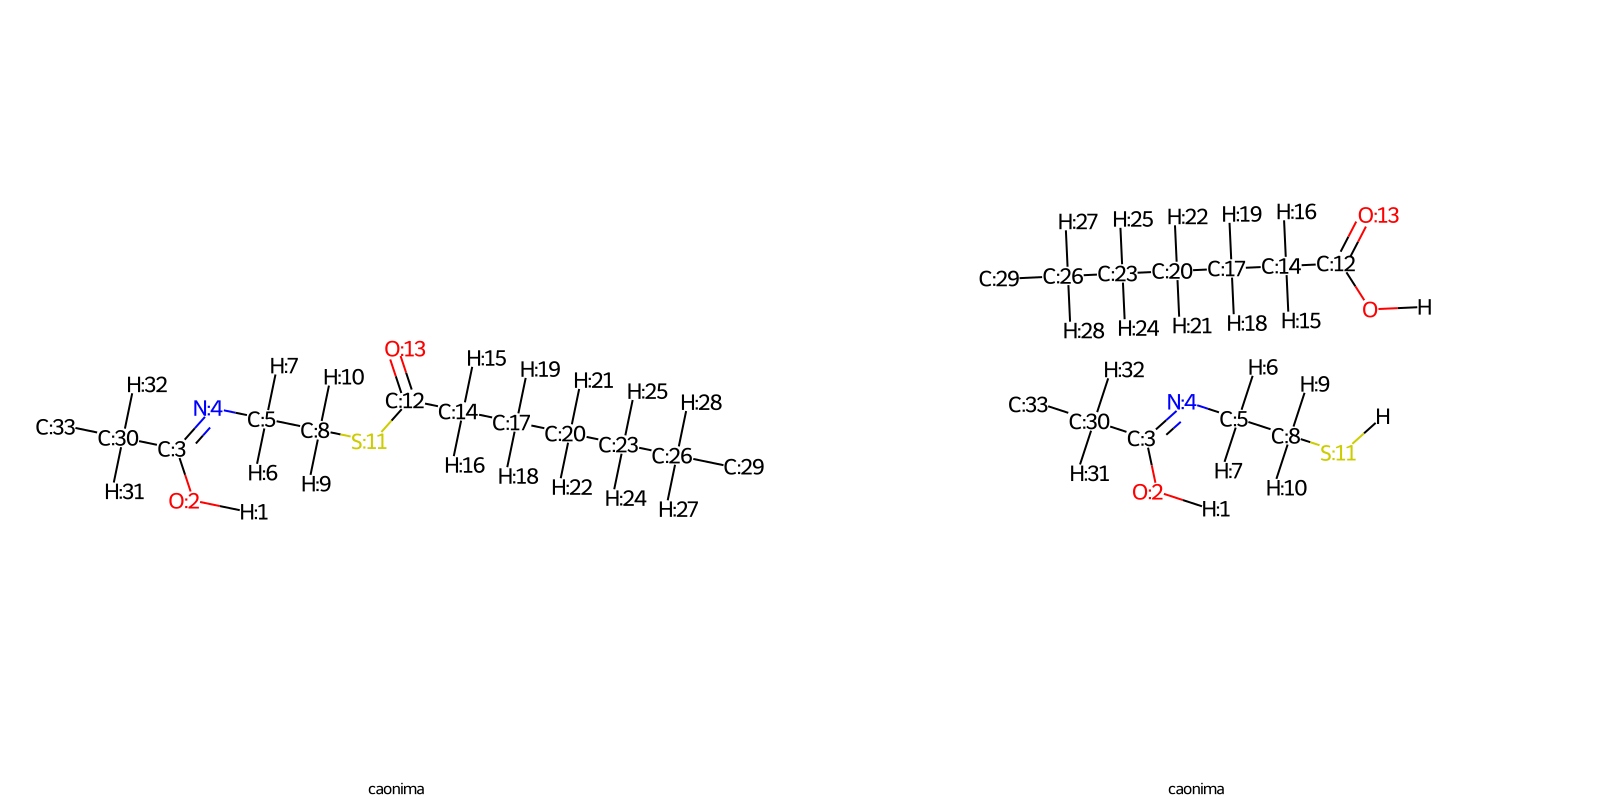 O:13
H:27 H:25 H:22 H:19 H:16
C:29 C:26 C:23 C:20 C:17 C:14 C:12
O H
H:28 H:24 H:21 H:18 H:15
O:13
H:7 H:15 H:19
H:32 H:10 H:21 H:25 H:28
C:33 C:30 C:3 N:4 C:5 C:8 S:11 C:12 C:14 C:17 C:20 C:23 C:26 C:29
H:31 H:6 H:9 H:16 H:18 H:22 H:24 H:27
O:2 H:1
H:32 H:6 H:9
C:33 C:30 C:3 N:4 C:5 C:8 S:11 H
H:31 H:7 H:10
O:2 H:1
caonima caonima